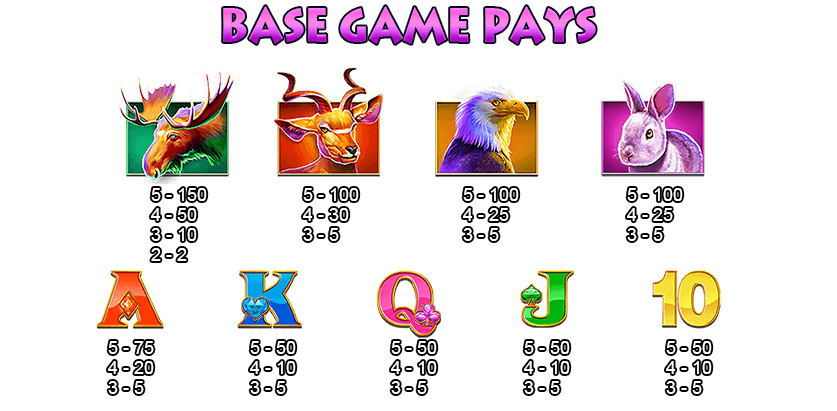 BASE GAME PAYS
5 - 150 5 - 100 5 - 100 5 - 100
4 - 50 4 - 30 4 - 25 4 - 25
3 - 10 3 - 5 3 - 5 3 - 5
2 - 2
A K Q J 10
5 - 75 5 - 50 5 - 50 5 - 50 5 - 50
4 - 20 4 - 10 4 - 10 4 - 10 4 - 10
3 - 5 3 - 5 3 - 5 3 - 5 3 - 5